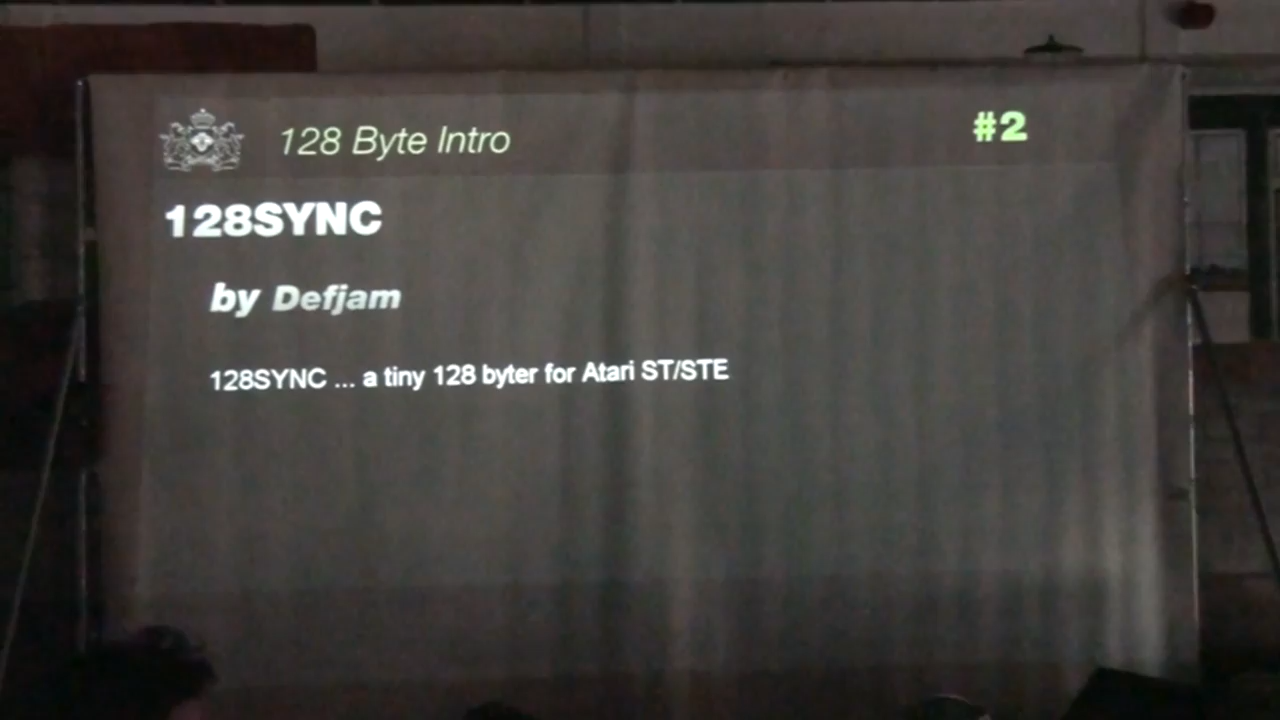 128 Byte Intro
#2
128SYNC
by Defjam
128SYNC ... a tiny 128 byter for Atari ST/STE